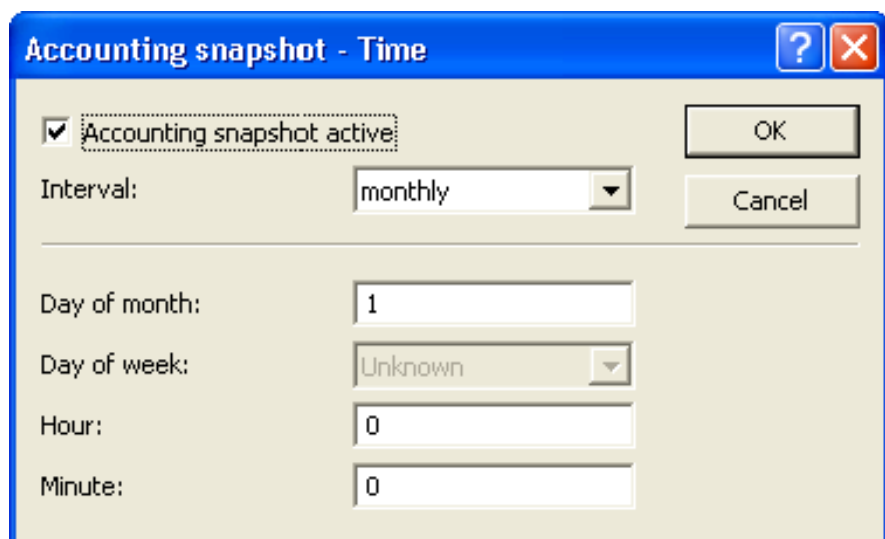 Accounting snapshot - Time
Accounting snapshot active
OK
Interval: monthly
Cancel
Day of month: 1
Day of week: Unknown
Hour: 0
Minute: 0